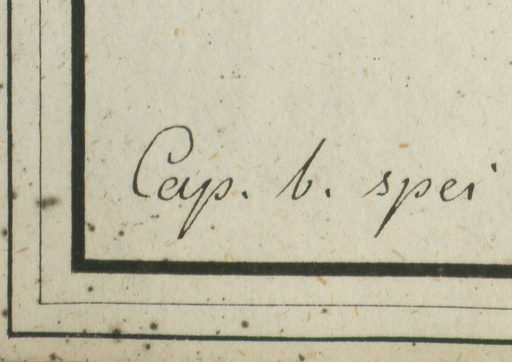 Cap. b. spei